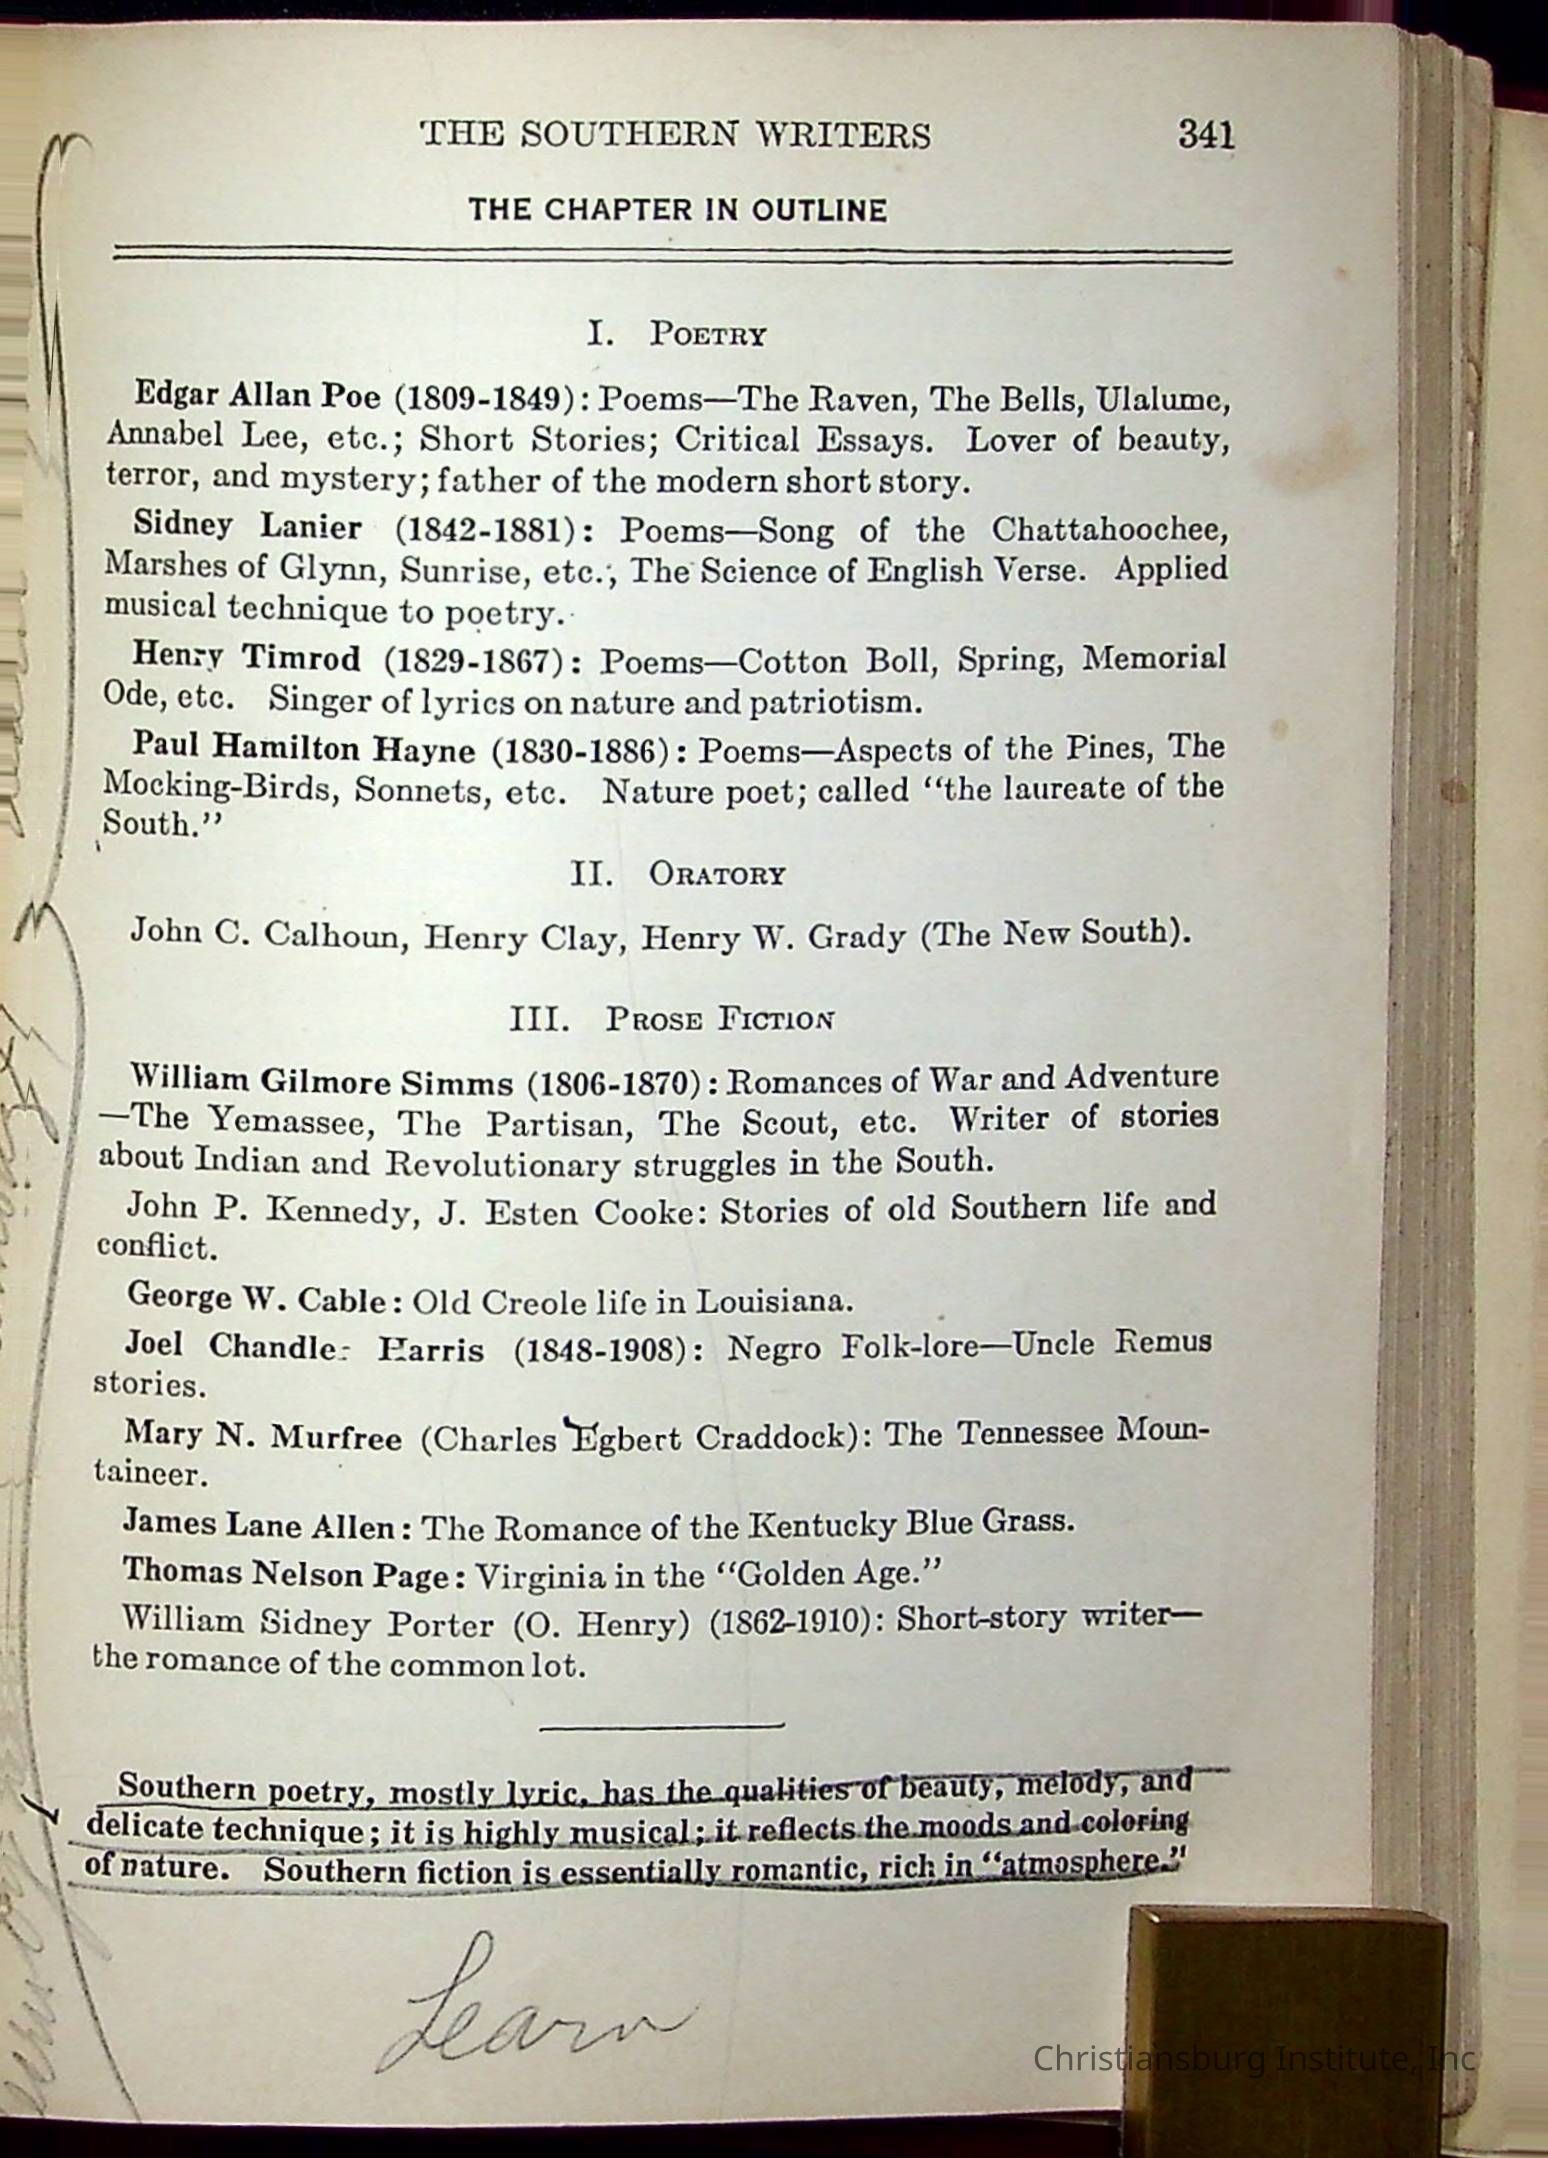 THE SOUTHERN WRITERS 341
THE CHAPTER IN OUTLINE
I. POETRY
Edgar Allan Poe (1809-1849): Poems—The Raven, The Bells, Ulalume,
Annabel Lee, etc.; Short Stories; Critical Essays. Lover of beauty,
terror, and mystery; father of the modern short story.
Sidney Lanier (1842-1881): Poems—Song of the Chattahoochee,
Marshes of Glynn, Sunrise, etc.; The Science of English Verse. Applied
musical technique to poetry.
Henry Timrod (1829-1867): Poems—Cotton Boll, Spring, Memorial
Ode, etc. Singer of lyrics on nature and patriotism.
Paul Hamilton Hayne (1830-1886): Poems—Aspects of the Pines, The
Mocking-Birds, Sonnets, etc. Nature poet; called "the laureate of the
South."
II. ORATORY
John C. Calhoun, Henry Clay, Henry W. Grady (The New South).
III. PROSE FICTION
William Gilmore Simms (1806-1870): Romances of War and Adventure
—The Yemassee, The Partisan, The Scout, etc. Writer of stories
about Indian and Revolutionary struggles in the South.
John P. Kennedy, J. Esten Cooke: Stories of old Southern life and
conflict.
George W. Cable: Old Creole life in Louisiana.
Joel Chandler Harris (1848-1908): Negro Folk-lore—Uncle Remus
stories.
Mary N. Murfree (Charles Egbert Craddock): The Tennessee Moun-
taineer.
James Lane Allen: The Romance of the Kentucky Blue Grass.
Thomas Nelson Page: Virginia in the "Golden Age."
William Sidney Porter (O. Henry) (1862-1910): Short-story writer—
the romance of the common lot.
Southern poetry, mostly lyric, has the qualities of beauty, melody, and
delicate technique; it is highly musical; it reflects the moods and coloring
of nature. Southern fiction is essentially romantic, rich in "atmosphere."
Learn
Christiansburg Institute, Inc